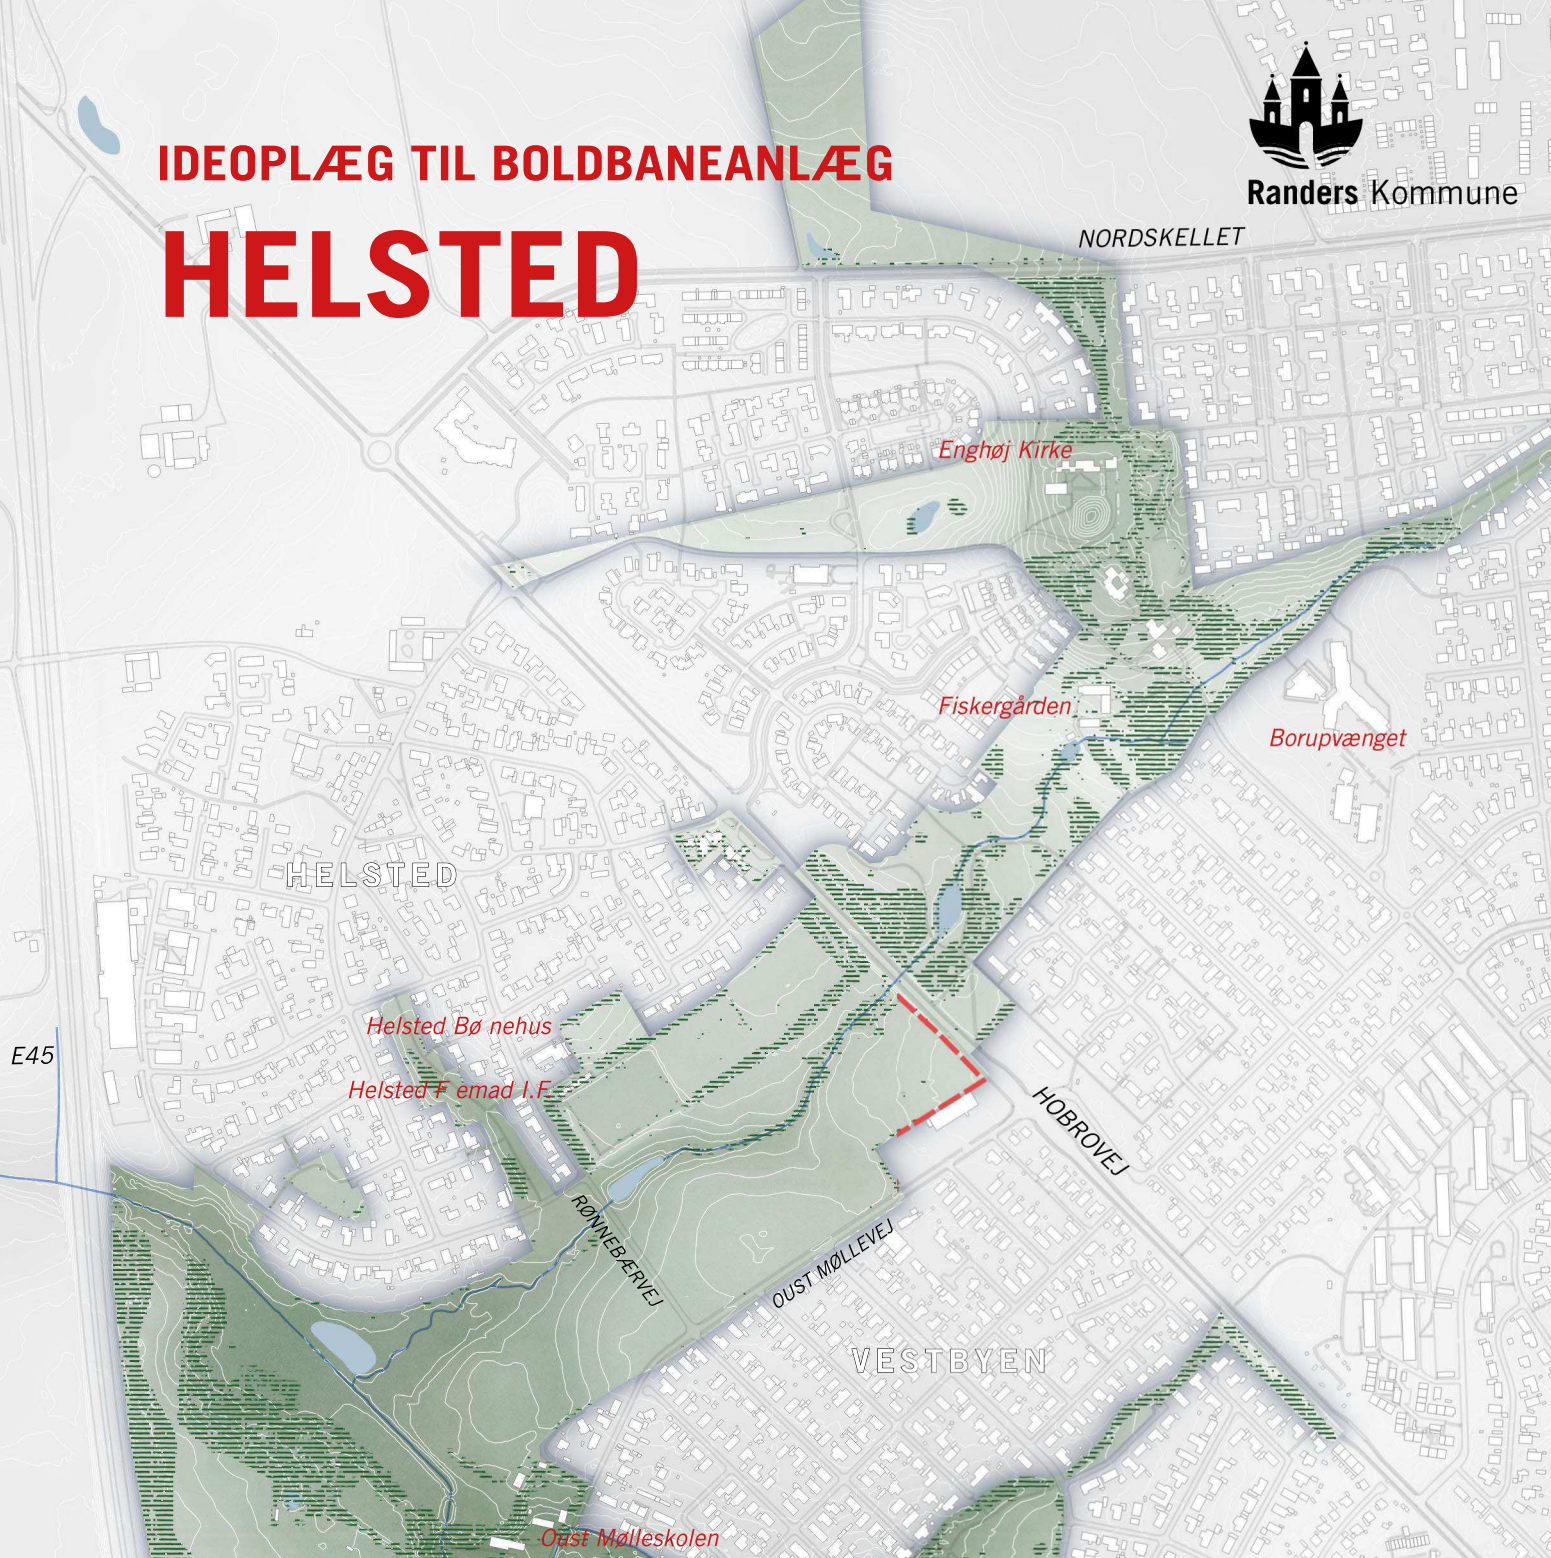 IDEOPLÆG TIL BOLDBANEANLÆG
HELSTED
Randers Kommune
NORDSKELLET
Enghøj Kirke
Fiskergården
Borupvænget
HELSTED
Helsted Bø nehus
E45
Helsted F emad I.F.
HOBROVEJ
RØNNEBÆRVEJ
OUST MØLLEVEJ
VESTBYEN
Oust Mølleskolen